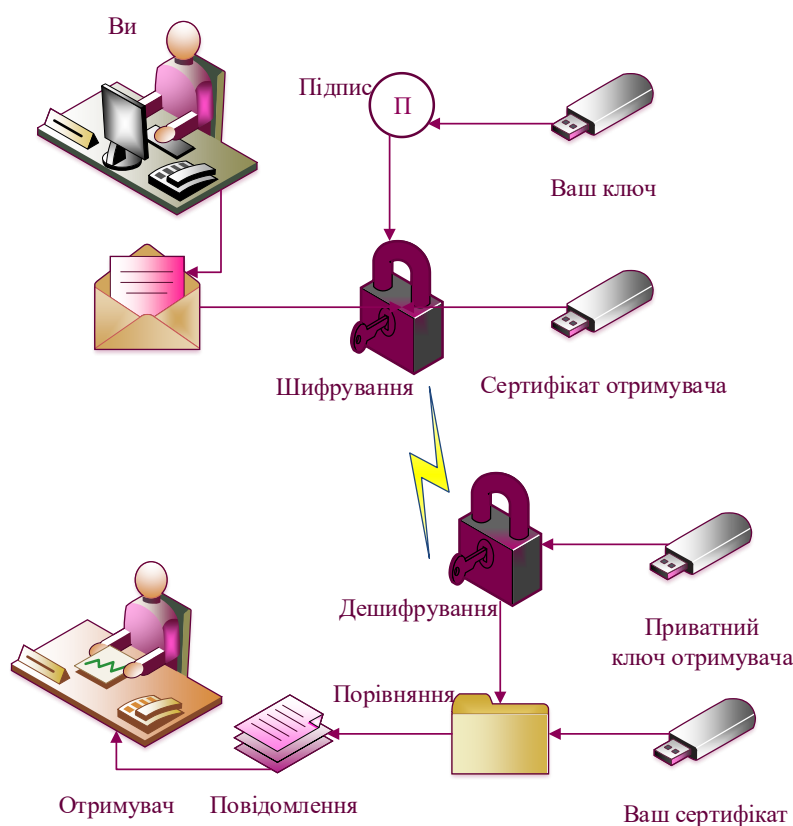 Ви
Підпис
П
Ваш ключ
Шифрування
Сертифікат отримувача
Дешифрування
Приватний
ключ отримувача
Порівняння
Отримувач
Повідомлення
Ваш сертифікат